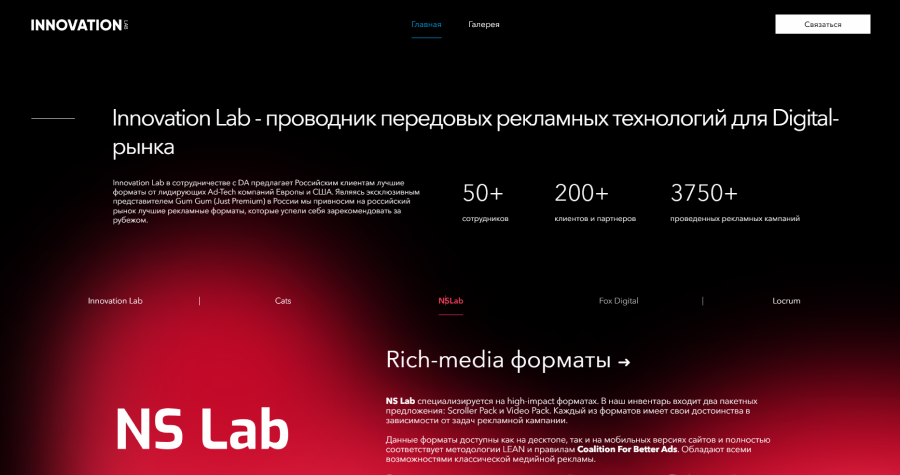 INNOVATION LAB
Главная Галерея Связаться
Innovation Lab - проводник передовых рекламных технологий для Digital-
рынка
Innovation Lab в сотрудничестве с DA предлагает Российским клиентам лучшие
форматы от лидирующих Ad-Tech компаний Европы и США. Являясь эксклюзивным
представителем Gum Gum (Just Premium) в России мы привносим на российский
рынок лучшие рекламные форматы, которые успели себя зарекомендовать за
рубежом.
50+ 200+ 3750+
сотрудников клиентов и партнеров проведенных рекламных кампаний
Innovation Lab | Cats NSLab Fox Digital | Locrum
NS Lab
Rich-media форматы →
NS Lab специализируется на high-impact форматах. В наш инвентарь входит два пакетных
предложения: Scroller Pack и Video Pack. Каждый из форматов имеет свои достоинства в
зависимости от задач рекламной кампании.
Данные форматы доступны как на десктопе, так и на мобильных версиях сайтов и полностью
соответствует методологии LEAN и правилам Coalition For Better Ads. Обладают всеми
возможностями классической медийной рекламы.